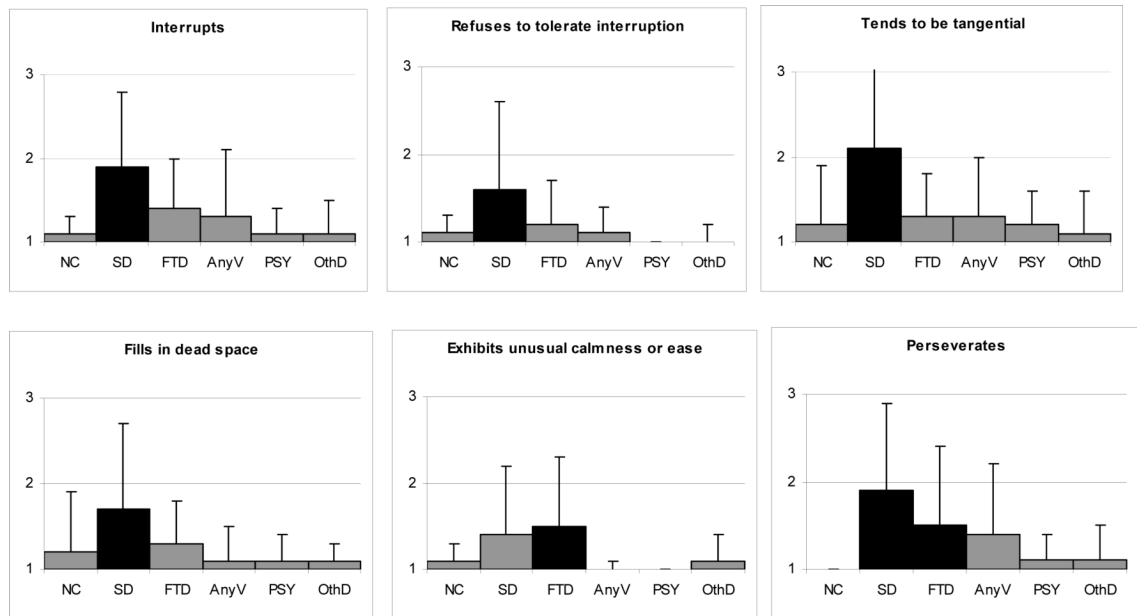 Interrupts
3
2
1
NC SD FTD AnyV PSY OthD
Refuses to tolerate interruption
3
2
1
NC SD FTD AnyV PSY OthD
Tends to be tangential
3
2
1
NC SD FTD AnyV PSY OthD
Fills in dead space
3
2
1
NC SD FTD AnyV PSY OthD
Exhibits unusual calmness or ease
3
2
1
NC SD FTD AnyV PSY OthD
Perseverates
3
2
1
NC SD FTD AnyV PSY OthD